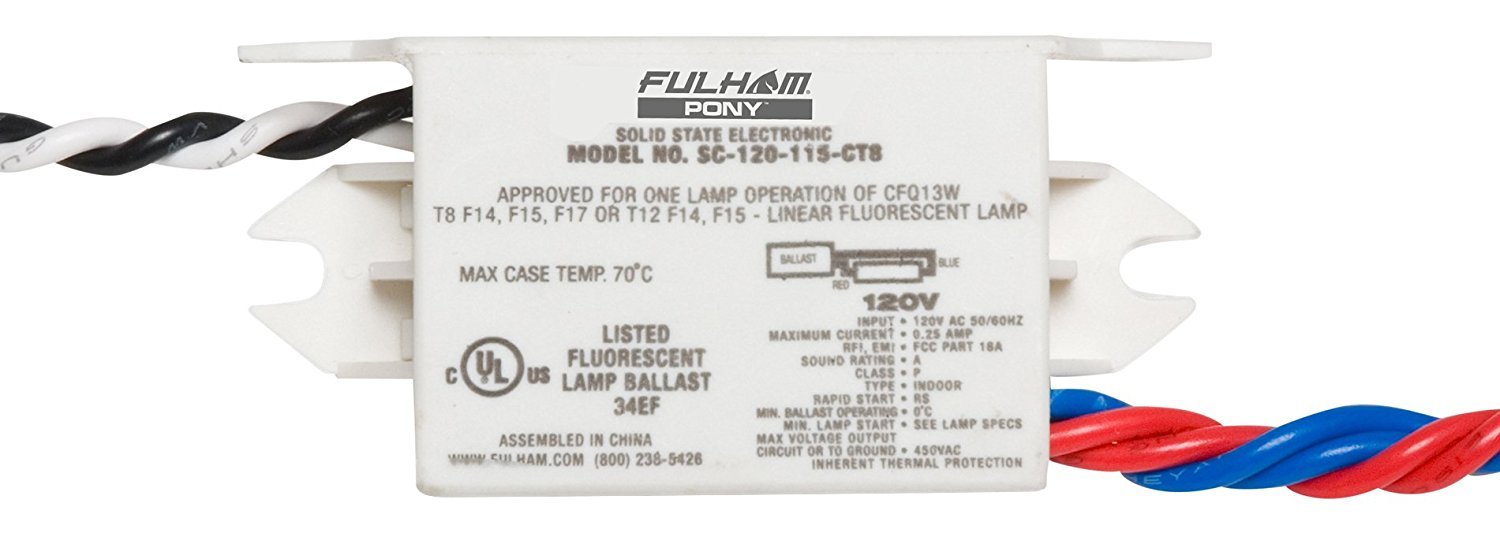 FULHAM
PONY™
SOLID STATE ELECTRONIC
MODEL NO. SC-120-115-CT8
APPROVED FOR ONE LAMP OPERATION OF CFQ13W
T8 F14, F15, F17 OR T12 F14, F15 - LINEAR FLUORESCENT LAMP
MAX CASE TEMP. 70°C
BALLAST
BLUE
RED
120V
INPUT • 120V AC 50/60HZ
MAXIMUM CURRENT • 0.25 AMP
RFI, EMI • FCC PART 18A
SOUND RATING • A
CLASS • P
TYPE • INDOOR
RAPID START • RS
MIN. BALLAST OPERATING • 0°C
MIN. LAMP START • SEE LAMP SPECS
MAX VOLTAGE OUTPUT
CIRCUIT OR TO GROUND • 450VAC
INHERENT THERMAL PROTECTION
C UL US
LISTED
FLUORESCENT
LAMP BALLAST
34EF
ASSEMBLED IN CHINA
WWW.FULHAM.COM (800) 238-5426